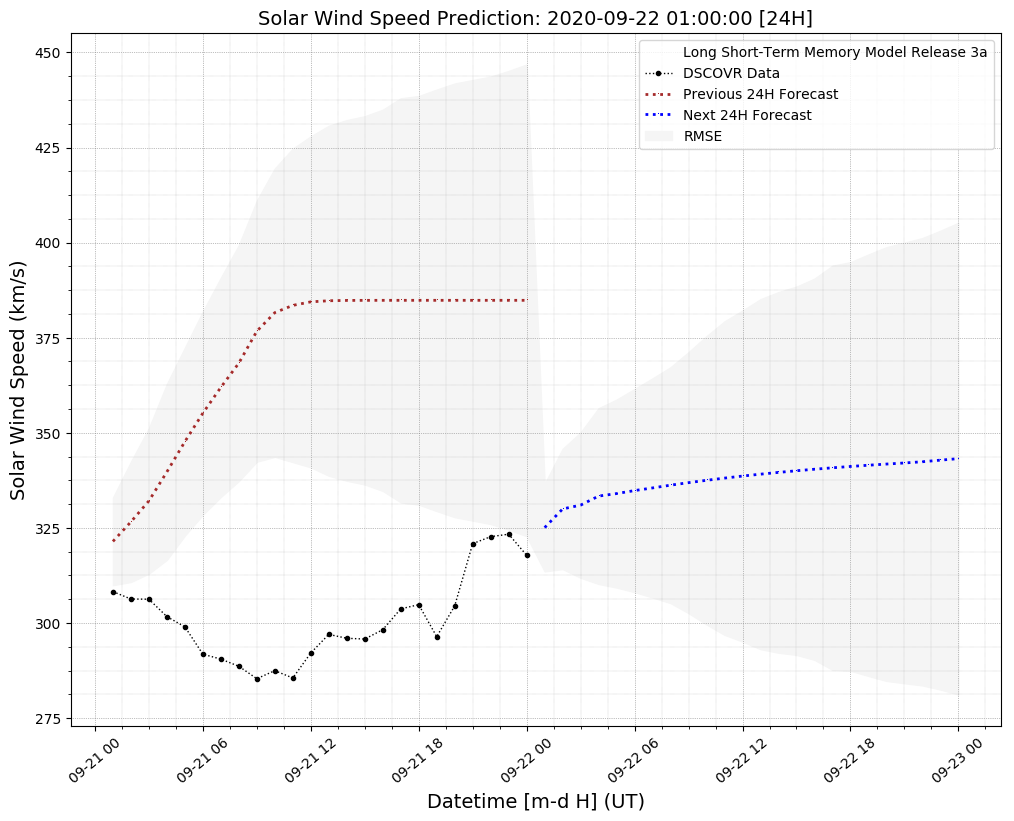 Solar Wind Speed Prediction: 2020-09-22 01:00:00 [24H]
Long Short-Term Memory Model Release 3a
DSCOVR Data
Previous 24H Forecast
Next 24H Forecast
RMSE
Solar Wind Speed (km/s)
450
425
400
375
350
325
300
275
09-21 00
09-21 06
09-21 12
09-21 18
09-22 00
09-22 06
09-22 12
09-22 18
09-23 00
Datetime [m-d H] (UT)